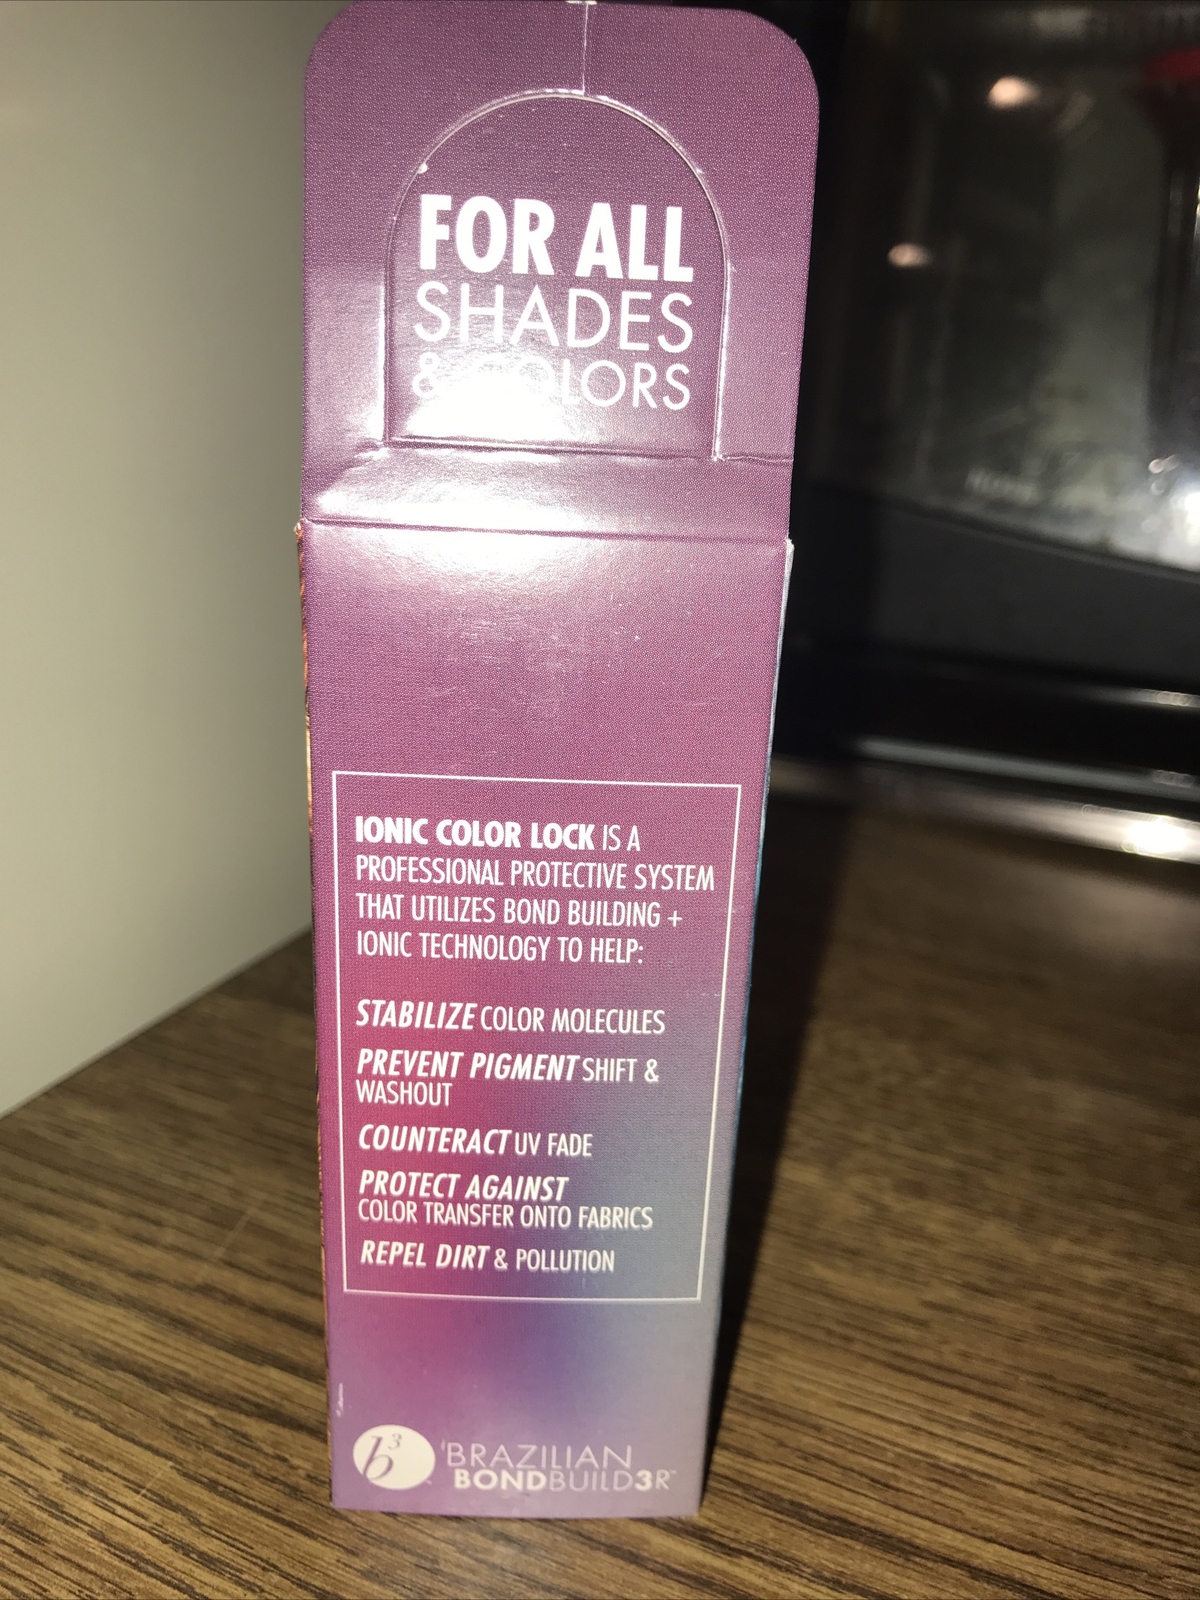 FOR ALL
SHADES
& COLORS
IONIC COLOR LOCK IS A
PROFESSIONAL PROTECTIVE SYSTEM
THAT UTILIZES BOND BUILDING +
IONIC TECHNOLOGY TO HELP:
STABILIZE COLOR MOLECULES
PREVENT PIGMENT SHIFT &
WASHOUT
COUNTERACT UV FADE
PROTECT AGAINST
COLOR TRANSFER ONTO FABRICS
REPEL DIRT & POLLUTION
b3 BRAZILIAN
BONDBUILD3R™